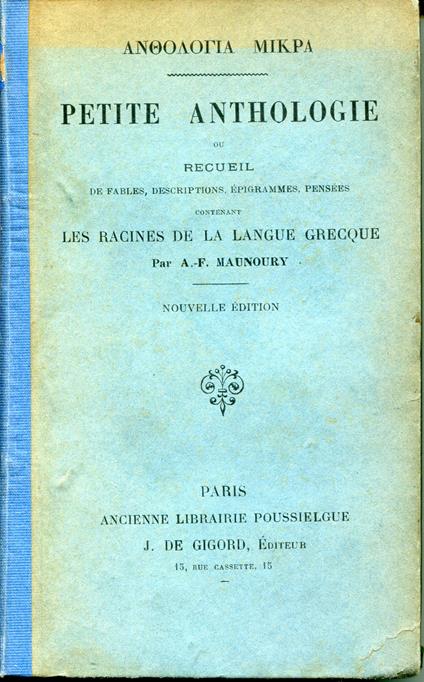 ΑΝΘΟΛΟΓΙΑ ΜΙΚΡΑ
PETITE ANTHOLOGIE
OU
RECUEIL
DE FABLES, DESCRIPTIONS, ÉPIGRAMMES, PENSÉES
CONTENANT
LES RACINES DE LA LANGUE GRECQUE
Par A.-F. MAUNOURY
NOUVELLE ÉDITION
PARIS
ANCIENNE LIBRAIRIE POUSSIELGUE
J. DE GIGORD, ÉDITEUR
15, RUE CASSETTE, 15